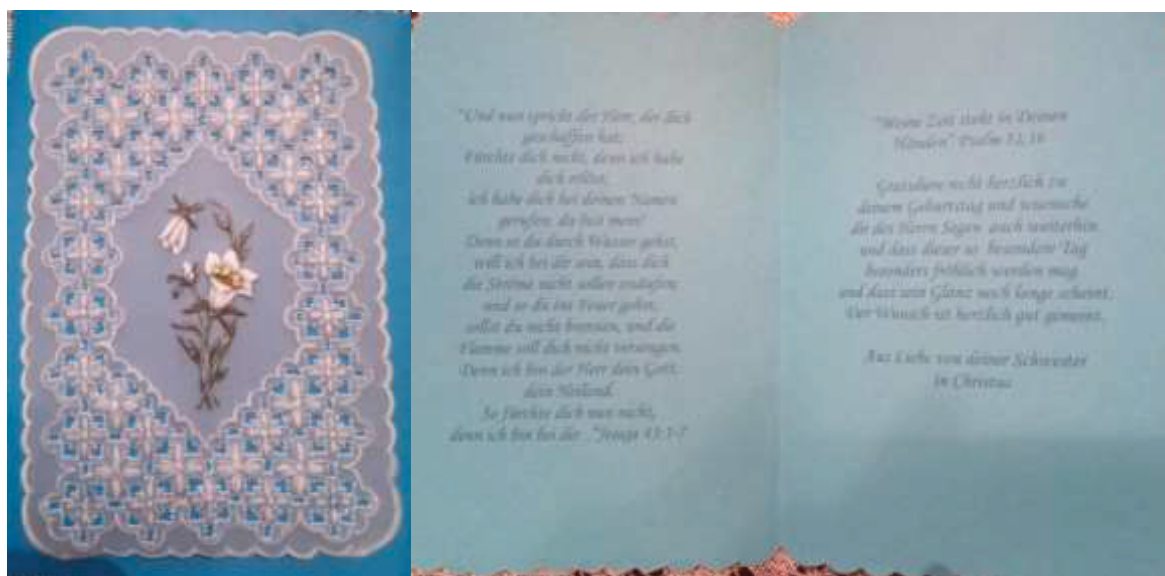 "Und nun spricht der Herr, der dich
geschaffen hat;
Fürchte dich nicht, denn ich habe
dich erlöst,
ich habe dich bei deinen Namen
gerufen, du bist mein!
Denn so du durch Wasser gehst,
will ich bei dir sein, dass dich
die Ströme nicht sollen ersäufen;
und so du ins Feuer gehst,
sollst du nicht brennen, und die
Flamme soll dich nicht versengen.
Denn ich bin der Herr dein Gott,
dein Heiland.
So fürchte dich nun nicht,
denn ich bin bei dir..."Jesaja 43:1-7
"Meine Zeit steht in Deinen
Händen" Psalm 31,16
Gratuliere recht herzlich zu
deinem Geburtstag und wuensche
dir des Herrn Segen auch weiterhin
und dass dieser so besondere Tag
besonders fröhlich werden mag
und dass sein Glanz noch lange scheint.
Der Wunsch ist herzlich gut gemeint.
Aus Liebe von deiner Schwester
in Christus